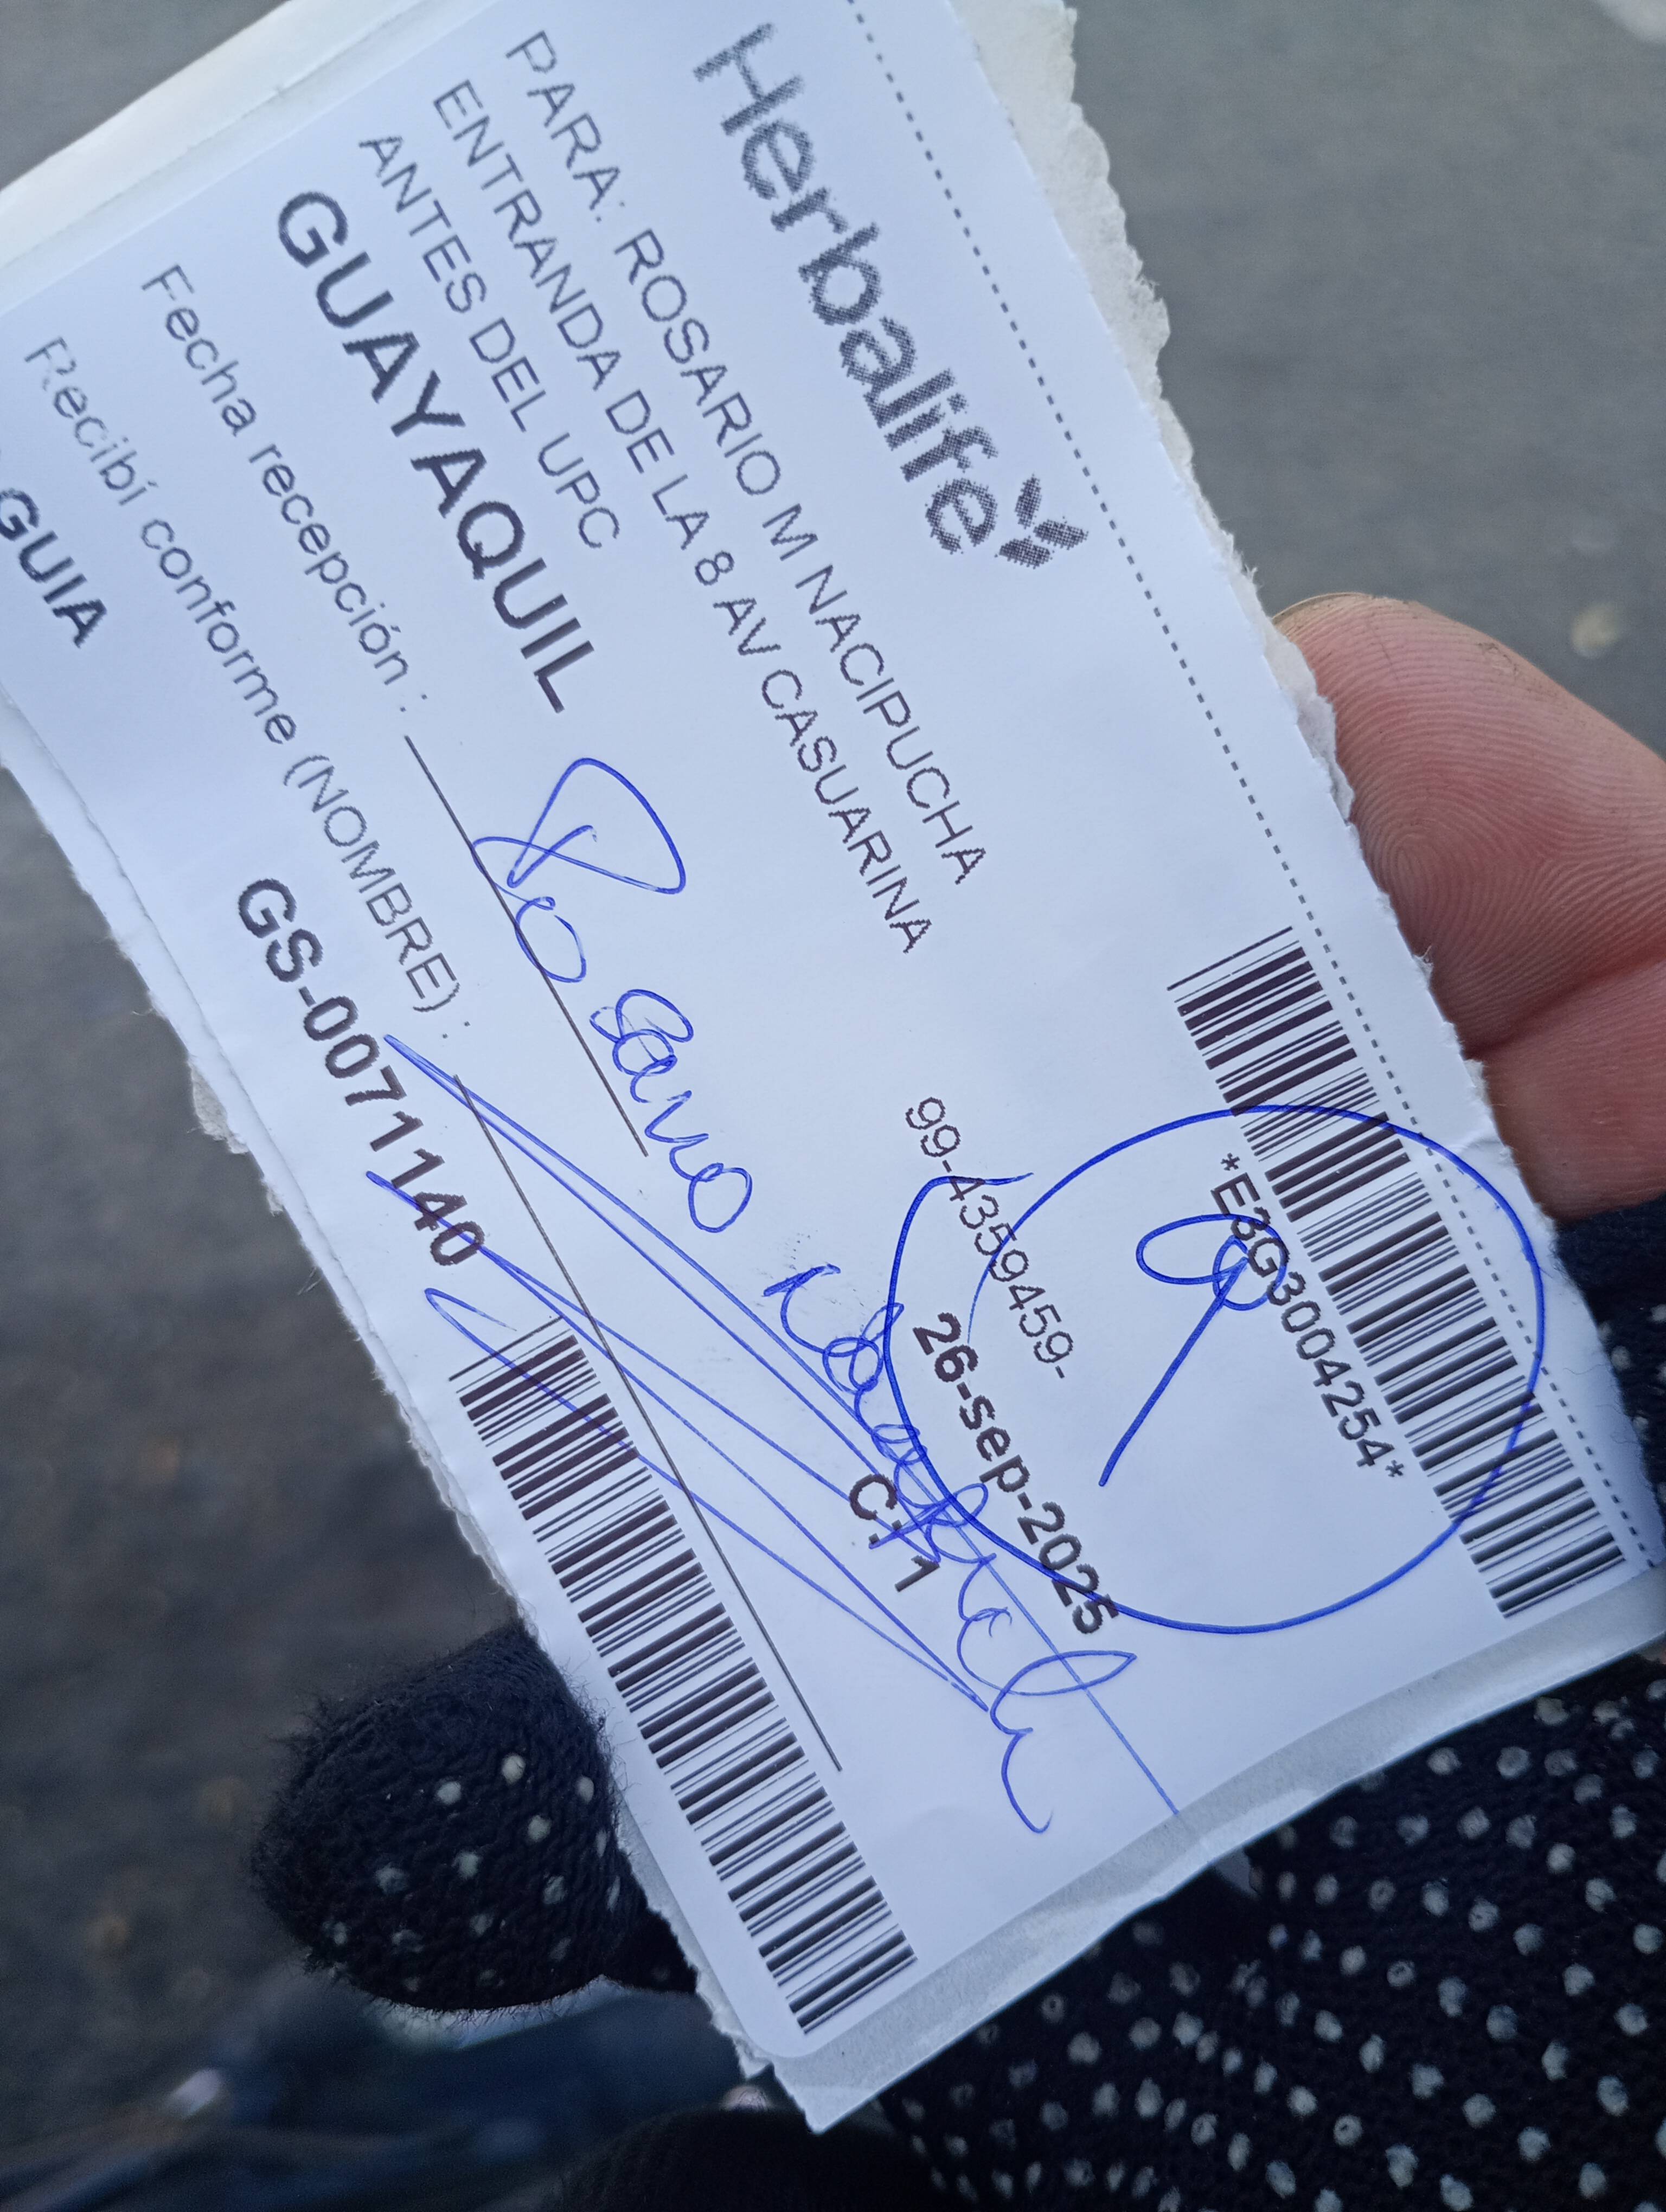 Herbalife
*E3G3004254*
PARA: ROSARIO M NACIPUCHA
99-4359459-
ENTRANDA DE LA 8 AV CASUARINA
ANTES DEL UPC
26-sep-2025
GUAYAQUIL
C: 1
Fecha recepción :
Recibí conforme (NOMBRE) :
GUIA
GS-0071140